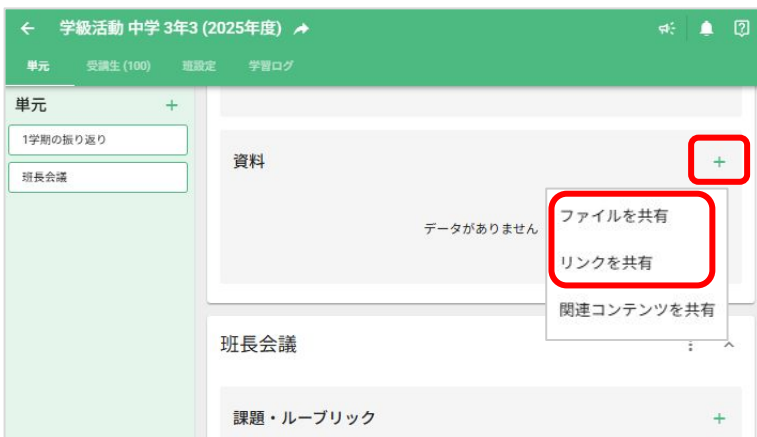 学級活動 中学 3年3 (2025年度)
単元 受講生 (100) 班設定 学習ログ
単元 +
1学期の振り返り
班長会議
資料 +
データがありません
ファイルを共有
リンクを共有
関連コンテンツを共有
班長会議
課題・ルーブリック +